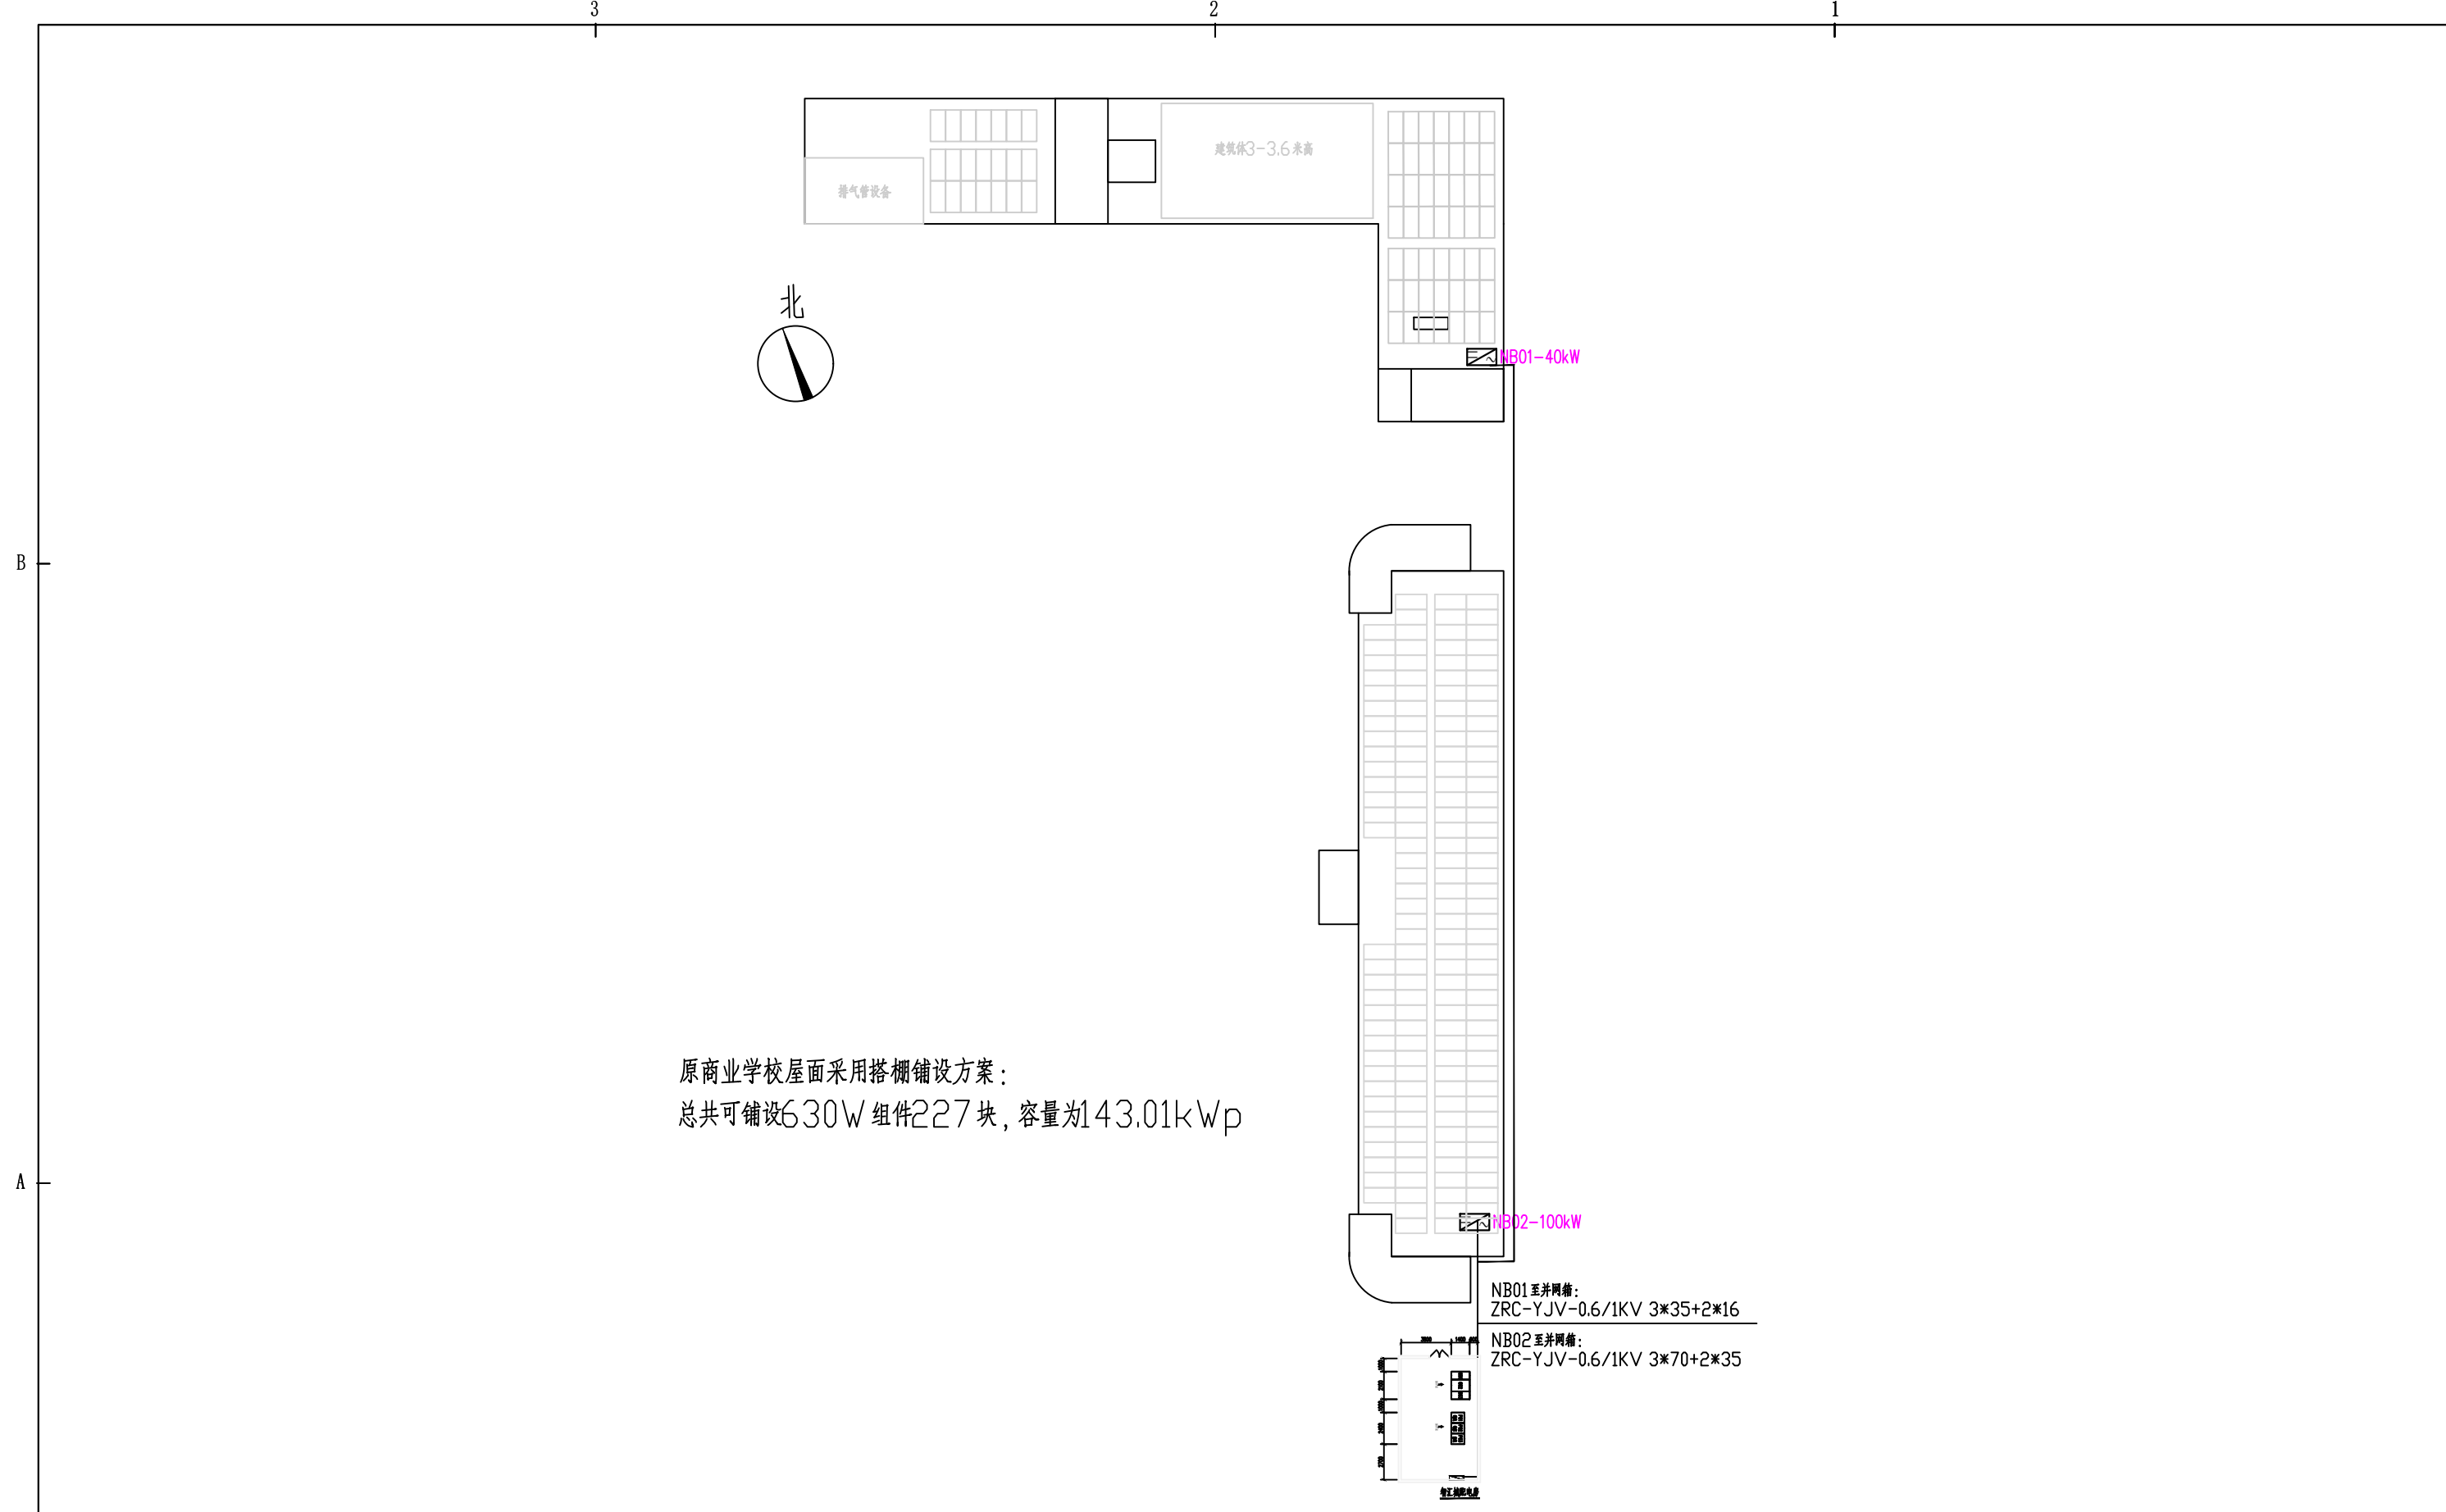 3
2
1
建筑体3-3.6米高
排气管设备
北
NB01-40kW
B
原商业学校屋面采用搭棚铺设方案：
总共可铺设630W组件227块，容量为143.01kWp
A
NB02-100kW
NB01至并网箱：
ZRC-YJV-0.6/1KV 3*35+2*16
NB02至并网箱：
ZRC-YJV-0.6/1KV 3*70+2*35